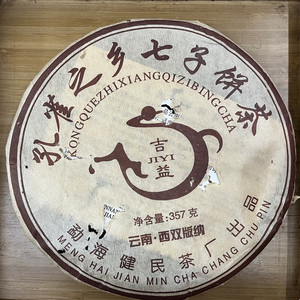 孔雀之乡七子饼茶
KONGQUEZHIXIANGQIZIBINGCHA
吉
JIYI
益
净含量:357克
云南·西双版纳
勐海健民茶厂出品
MENG HAI JIAN MIN CHA CHANG CHU PIN